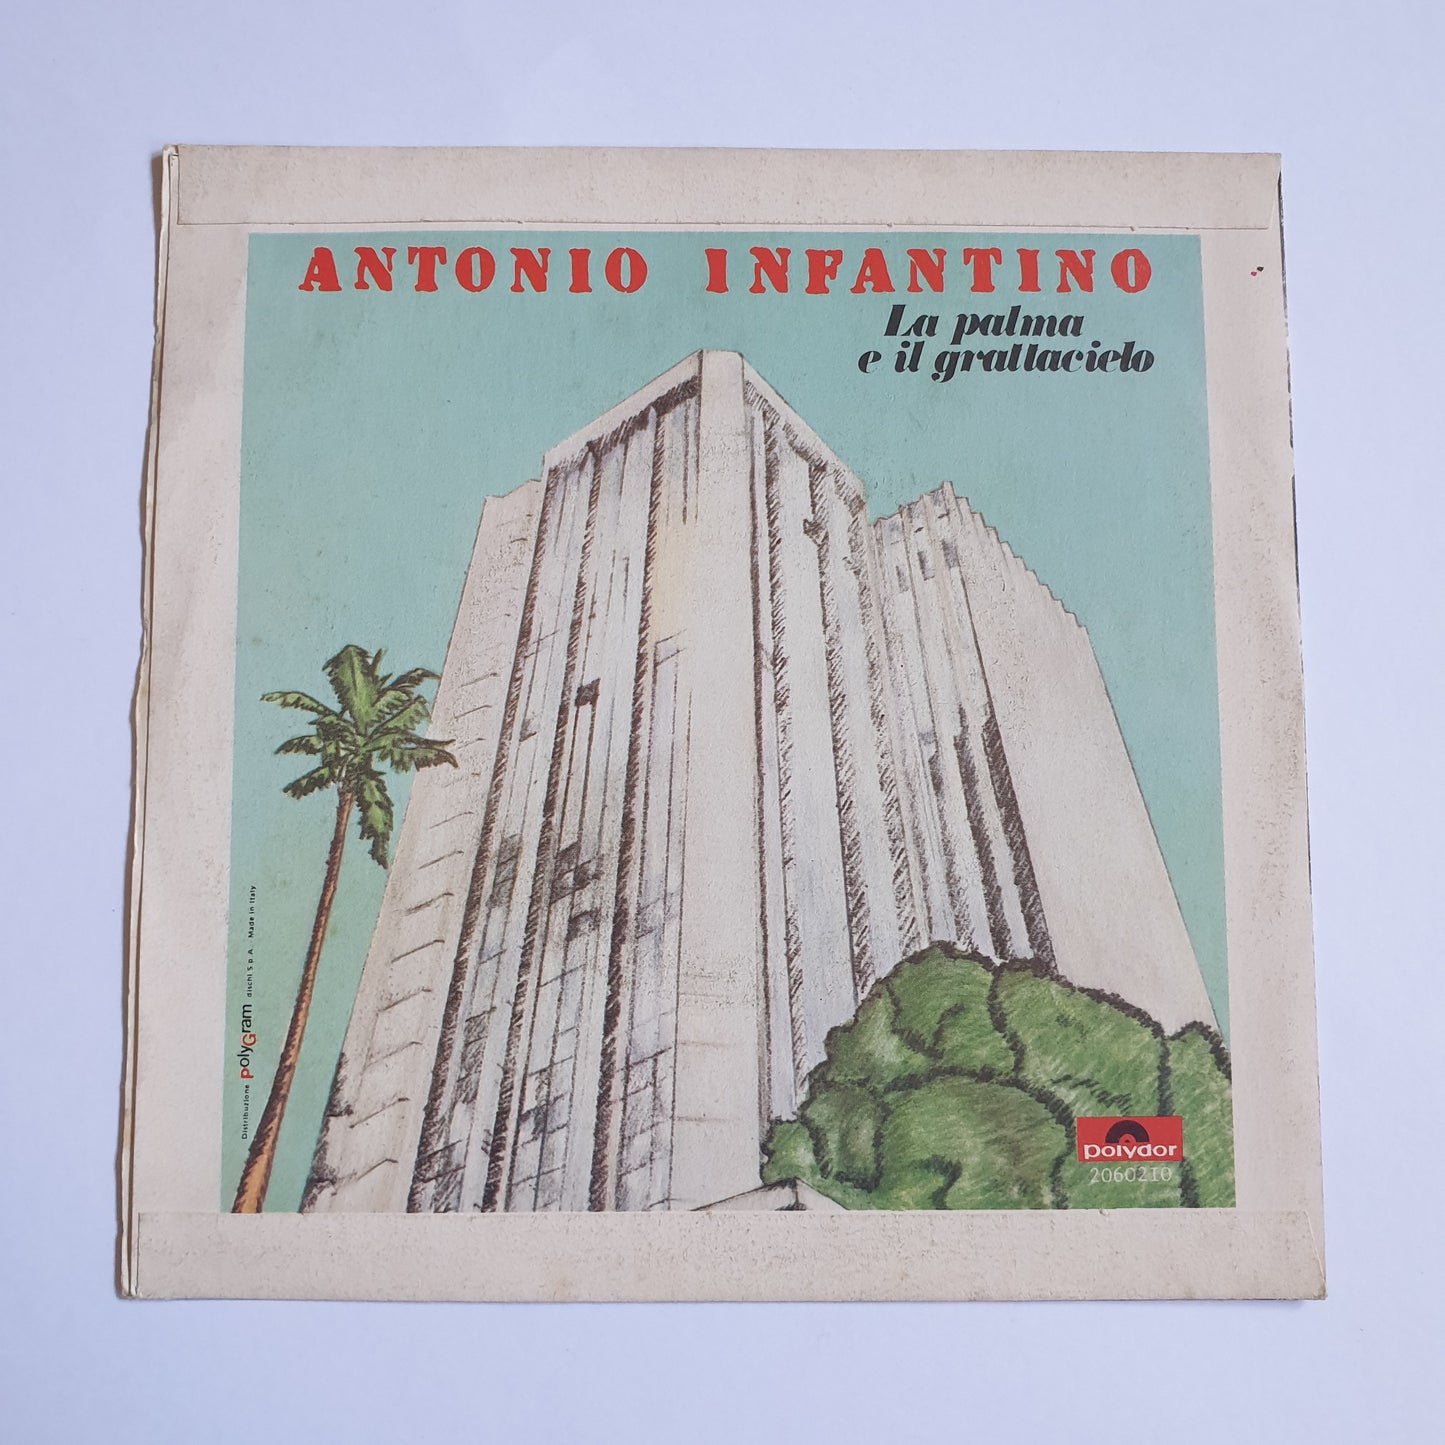 ANTONIO INFANTINO
La palma
e il grattacielo
Distribuzione PolyGram dischi S.p.A. Made in Italy
polydor
2060210